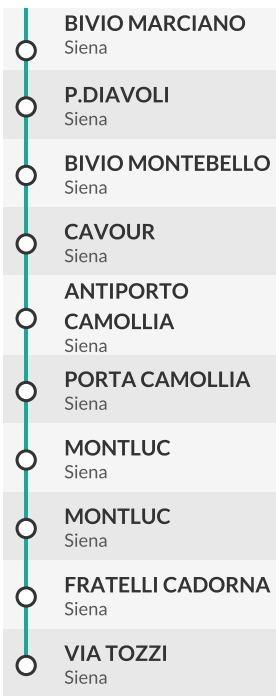 BIVIO MARCIANO
Siena
P.DIAVOLI
Siena
BIVIO MONTEBELLO
Siena
CAVOUR
Siena
ANTIPORTO
CAMOLLIA
Siena
PORTA CAMOLLIA
Siena
MONTLUC
Siena
MONTLUC
Siena
FRATELLI CADORNA
Siena
VIA TOZZI
Siena